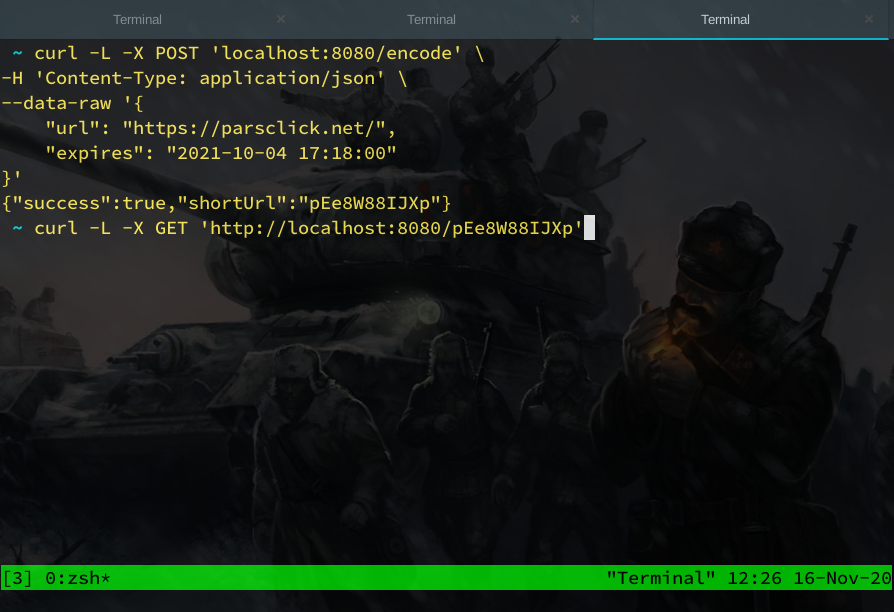 Terminal × Terminal × Terminal ×
~ curl -L -X POST 'localhost:8080/encode' \
-H 'Content-Type: application/json' \
--data-raw '{
    "url": "https://parsclick.net/",
    "expires": "2021-10-04 17:18:00"
}'
{"success":true,"shortUrl":"pEe8W88IJXp"}
~ curl -L -X GET 'http://localhost:8080/pEe8W88IJXp'
[3] 0:zsh* "Terminal" 12:26 16-Nov-20